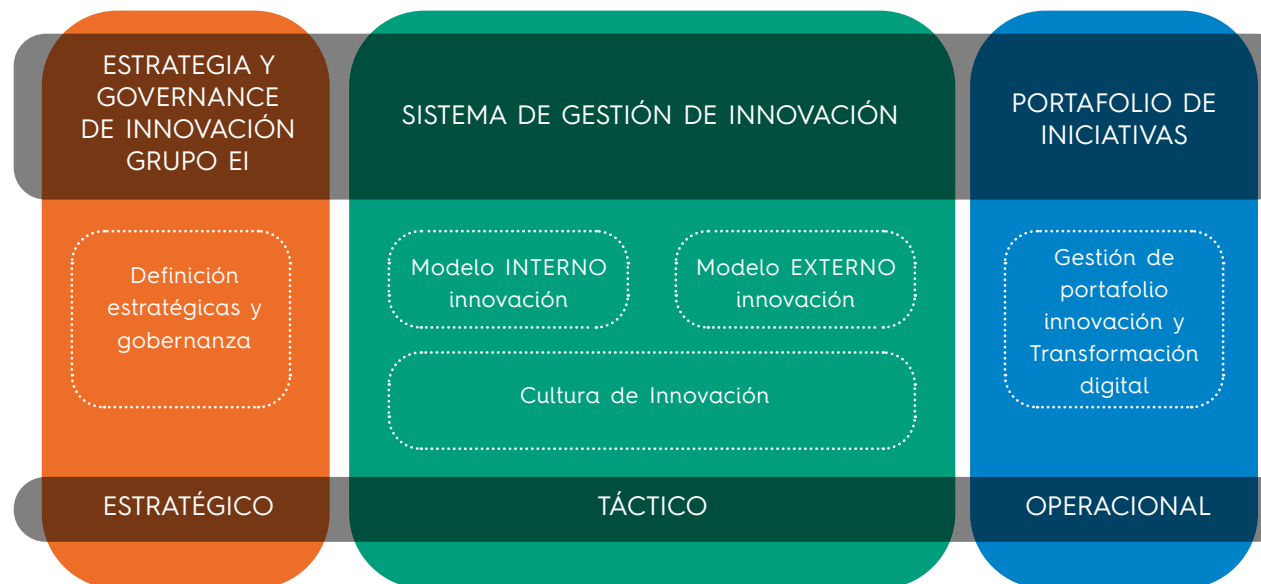 ESTRATEGIA Y
GOVERNANCE
DE INNOVACIÓN
GRUPO EI
SISTEMA DE GESTIÓN DE INNOVACIÓN
PORTAFOLIO DE
INICIATIVAS
Definición
estratégicas y
gobernanza
Modelo INTERNO
innovación
Modelo EXTERNO
innovación
Cultura de Innovación
Gestión de
portafolio
innovación y
Transformación
digital
ESTRATÉGICO
TÁCTICO
OPERACIONAL